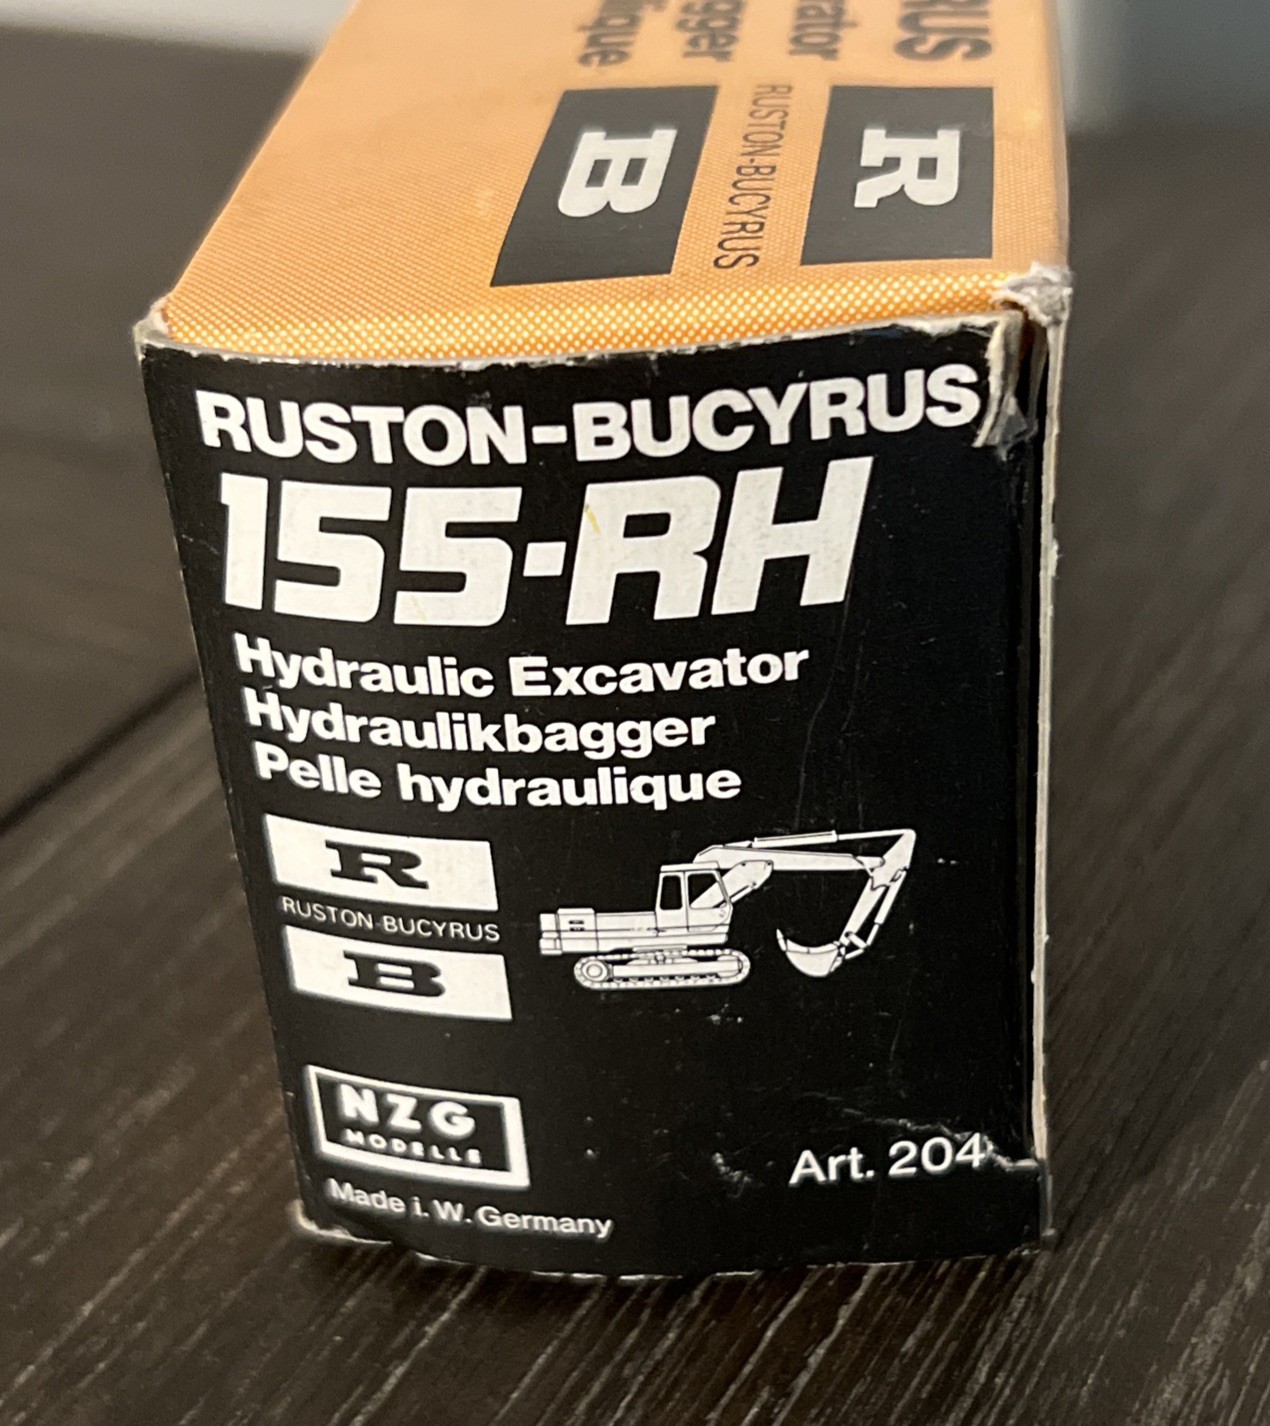 RUS
R
RUSTON-BUCYRUS
B
RUSTON-BUCYRUS
155-RH
Hydraulic Excavator
Hydraulikbagger
Pelle hydraulique
R
RUSTON-BUCYRUS
B
NZG
MODELLE
Made i. W. Germany
Art. 204